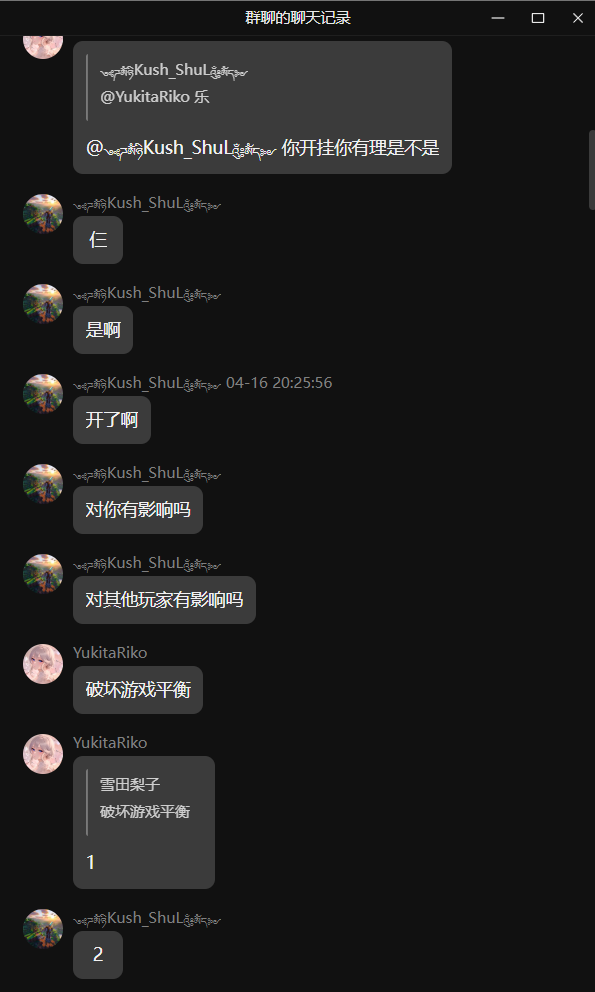 群聊的聊天记录
Kush_ShuL
@YukitaRiko 乐
@Kush_ShuL 你开挂你有理是不是
Kush_ShuL
仨
Kush_ShuL
是啊
Kush_ShuL 04-16 20:25:56
开了啊
Kush_ShuL
对你有影响吗
Kush_ShuL
对其他玩家有影响吗
YukitaRiko
破坏游戏平衡
YukitaRiko
雪田梨子
破坏游戏平衡
1
Kush_ShuL
2